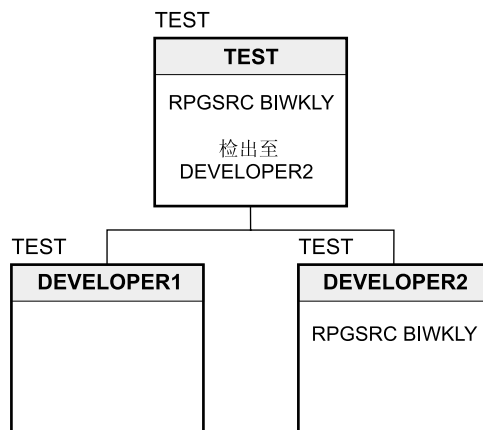 TEST
TEST
RPGSRC BIWKLY
检出至
DEVELOPER2
TEST
TEST
DEVELOPER1
DEVELOPER2
RPGSRC BIWKLY